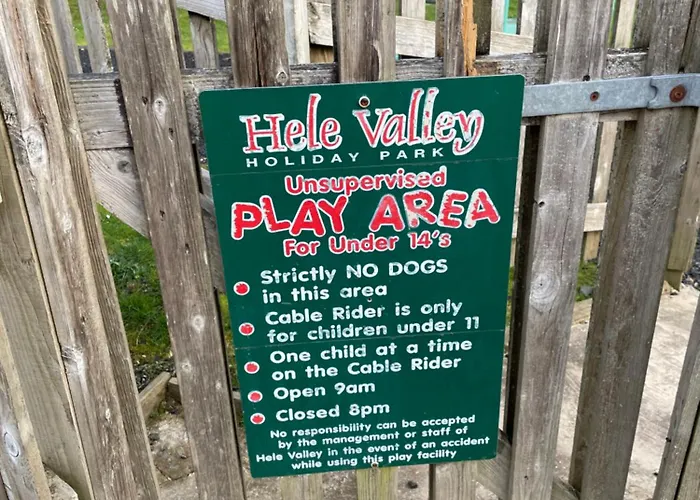 Hele Valley
HOLIDAY PARK
Unsupervised
PLAY AREA
For Under 14's
Strictly NO DOGS
in this area
Cable Rider is only
for children under 11
One child at a time
on the Cable Rider
Open 9am
Closed 8pm
No responsibility can be accepted
by the management or staff of
Hele Valley in the event of an accident
while using this play facility